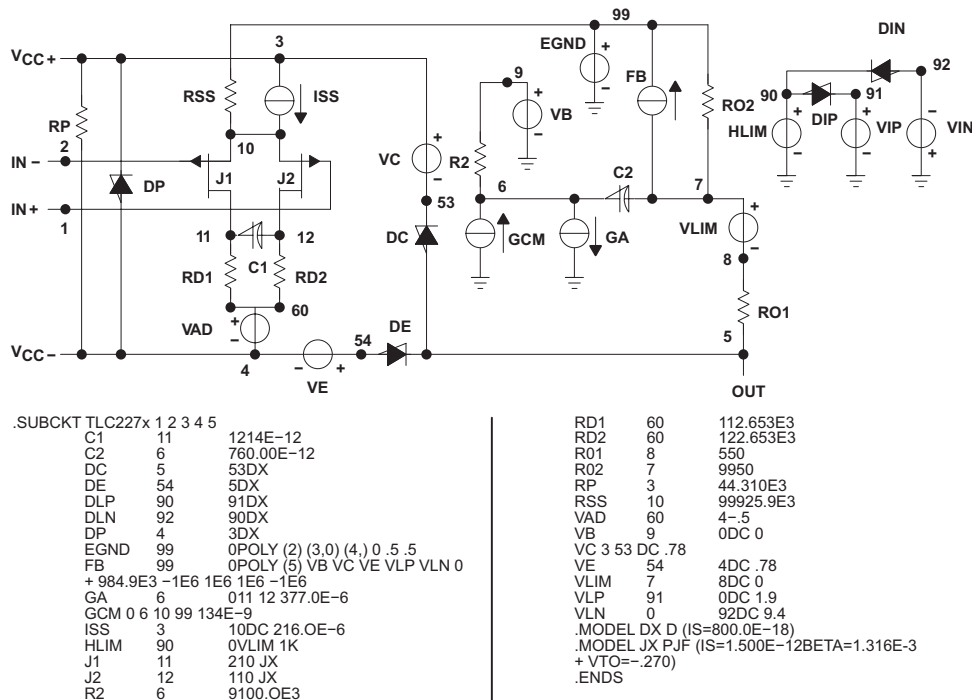 99
DIN
VCC+
3
EGND
+
92
9
FB
RSS
ISS
+
90
91
VB
RO2
RP
HLIM
DIP
VIP
VIN
2
IN −
10
VC
R2
J1
J2
DP
6
C2
7
IN+
1
53
VLIM
11
12
DC
GCM
GA
8
C1
RD1
RD2
RO1
60
VAD
DE
5
VCC−
54
4
VE
OUT
.SUBCKT TLC227x 1 2 3 4 5
C1 11 1214E−12
C2 6 760.00E−12
DC 5 53DX
DE 54 5DX
DLP 90 91DX
DLN 92 90DX
DP 4 3DX
EGND 99 0POLY (2) (3,0) (4,) 0 .5 .5
FB 99 0POLY (5) VB VC VE VLP VLN 0
+ 984.9E3 −1E6 1E6 1E6 −1E6
GA 6 011 12 377.0E−6
GCM 0 6 10 99 134E−9
ISS 3 10DC 216.OE−6
HLIM 90 0VLIM 1K
J1 11 210 JX
J2 12 110 JX
R2 6 9100.OE3
RD1 60 112.653E3
RD2 60 122.653E3
R01 8 550
R02 7 9950
RP 3 44.310E3
RSS 10 99925.9E3
VAD 60 4−.5
VB 9 0DC 0
VC 3 53 DC .78
VE 54 4DC .78
VLIM 7 8DC 0
VLP 91 0DC 1.9
VLN 0 92DC 9.4
.MODEL DX D (IS=800.0E−18)
.MODEL JX PJF (IS=1.500E−12BETA=1.316E-3
+ VTO=−.270)
.ENDS